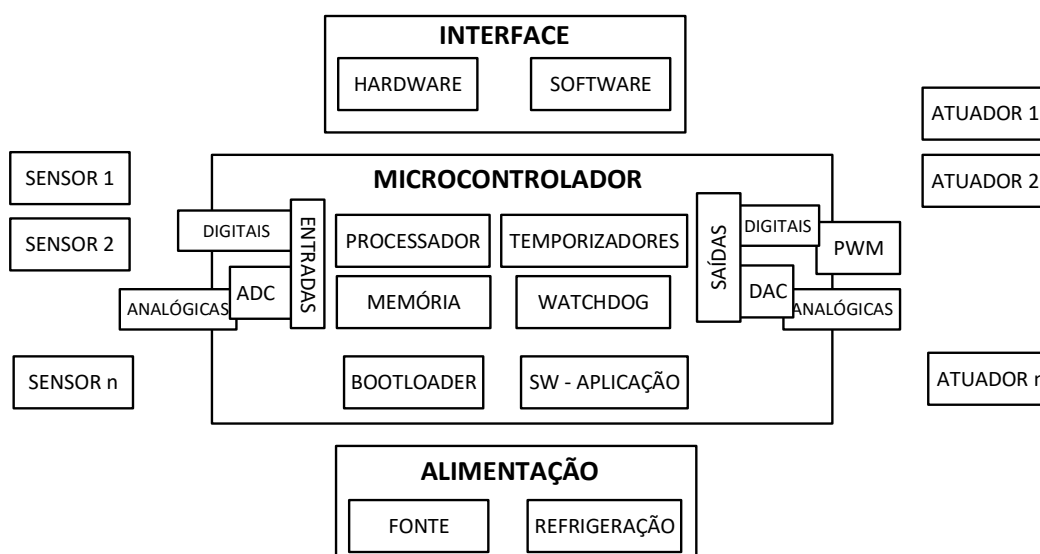 INTERFACE
HARDWARE
SOFTWARE
ATUADOR 1
SENSOR 1
MICROCONTROLADOR
ATUADOR 2
SENSOR 2
DIGITAIS
ENTRADAS
PROCESSADOR
TEMPORIZADORES
SAÍDAS
DIGITAIS
PWM
ANALÓGICAS
ADC
MEMÓRIA
WATCHDOG
DAC
ANALÓGICAS
SENSOR n
BOOTLOADER
SW - APLICAÇÃO
ATUADOR n
ALIMENTAÇÃO
FONTE
REFRIGERAÇÃO